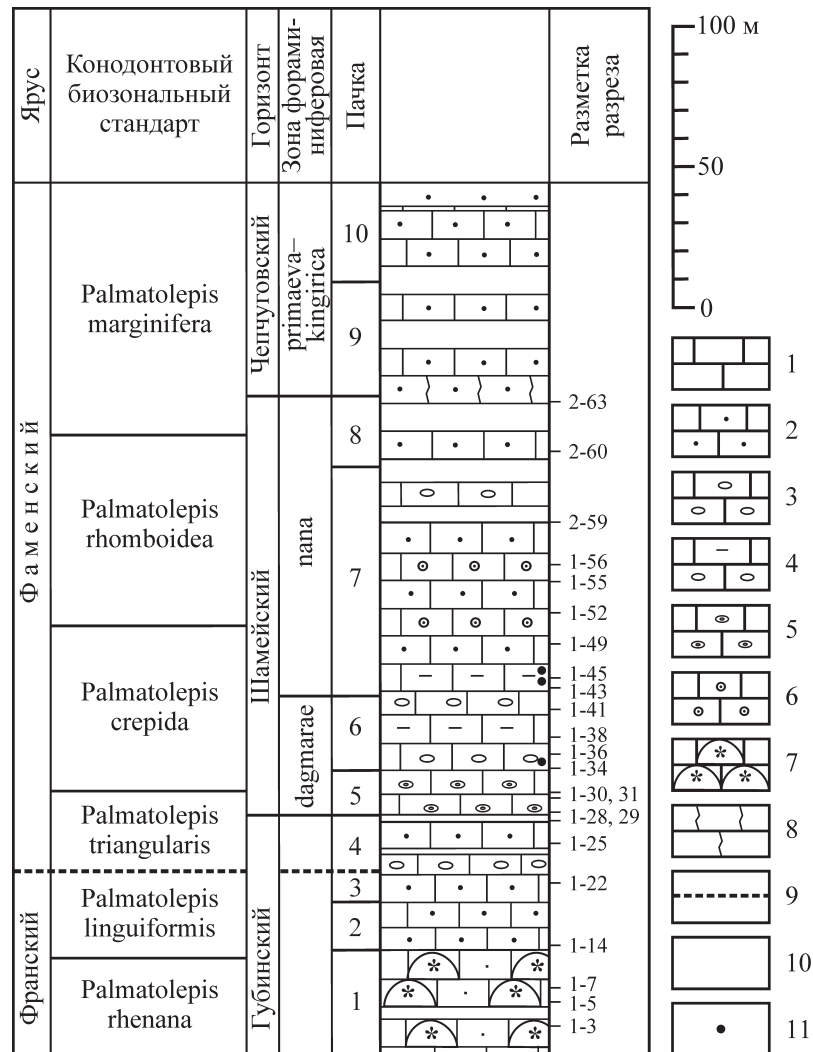 Ярус
Конодонтовый
биозональный
стандарт
Горизонт
Зона форами-
ниферовая
Пачка
Разметка
разреза
Фаменский
Франский
Palmatolepis
marginifera
Palmatolepis
rhomboidea
Palmatolepis
crepida
Palmatolepis
triangularis
Palmatolepis
linguiformis
Palmatolepis
rhenana
Чепчуговский
Шамейский
Губинский
primaeva–
kingirica
nana
dagmarae
10
9
8
7
6
5
4
3
2
1
2-63
2-60
2-59
1-56
1-55
1-52
1-49
1-45
1-43
1-41
1-38
1-36
1-34
1-30, 31
1-28, 29
1-25
1-22
1-14
1-7
1-5
1-3
100 м
50
0
1
2
3
4
5
6
7
8
9
10
11